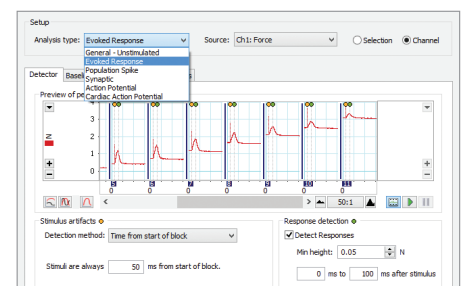 Setup
Analysis type: Evoked Response Source: Ch1: Force Selection Channel
General - Unstimulated
Evoked Response
Population Spike
Synaptic
Action Potential
Cardiac Action Potential
Detector
Preview of
N
3
2
1
0
5 6 7 8 9 10 11
0 0 0 0 0 0 0
50:1
Stimulus artifacts
Detection method: Time from start of block
Stimuli are always 50 ms from start of block.
Response detection
Detect Responses
Min height: 0.05 N
0 ms to 100 ms after stimulus